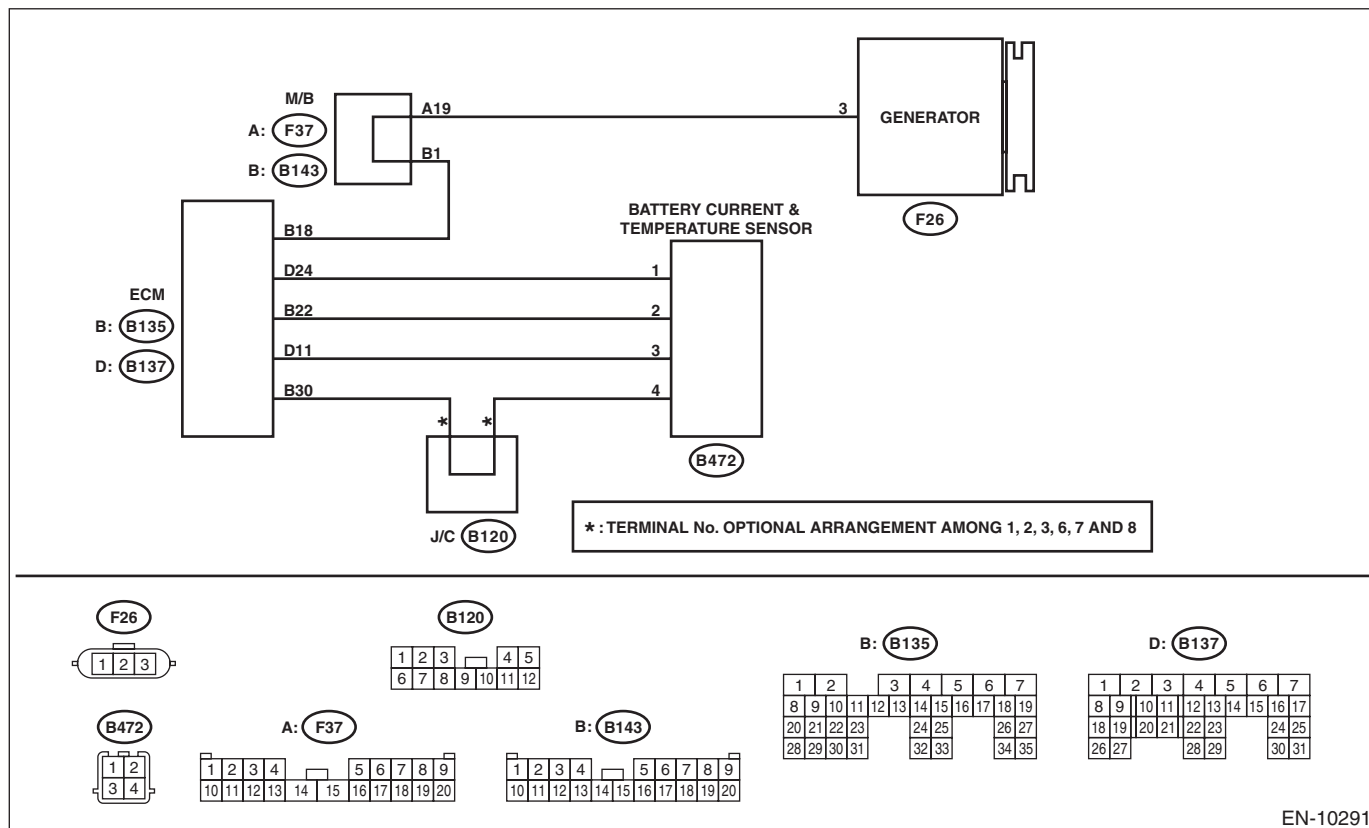 M/B
A: F37
B: B143
A19
B1
3
GENERATOR
F26
BATTERY CURRENT &
TEMPERATURE SENSOR
ECM
B: B135
D: B137
B18
D24
B22
D11
B30
1
2
3
4
B472
*
*
J/C B120
* : TERMINAL No. OPTIONAL ARRANGEMENT AMONG 1, 2, 3, 6, 7 AND 8
F26
1 2 3
B120
1 2 3 4 5
6 7 8 9 10 11 12
B: B135
1 2 3 4 5 6 7
8 9 10 11 12 13 14 15 16 17 18 19
20 21 22 23 24 25 26 27
28 29 30 31 32 33 34 35
D: B137
1 2 3 4 5 6 7
8 9 10 11 12 13 14 15 16 17
18 19 20 21 22 23 24 25
26 27 28 29 30 31
B472
1 2
3 4
A: F37
1 2 3 4 5 6 7 8 9
10 11 12 13 14 15 16 17 18 19 20
B: B143
1 2 3 4 5 6 7 8 9
10 11 12 13 14 15 16 17 18 19 20
EN-10291